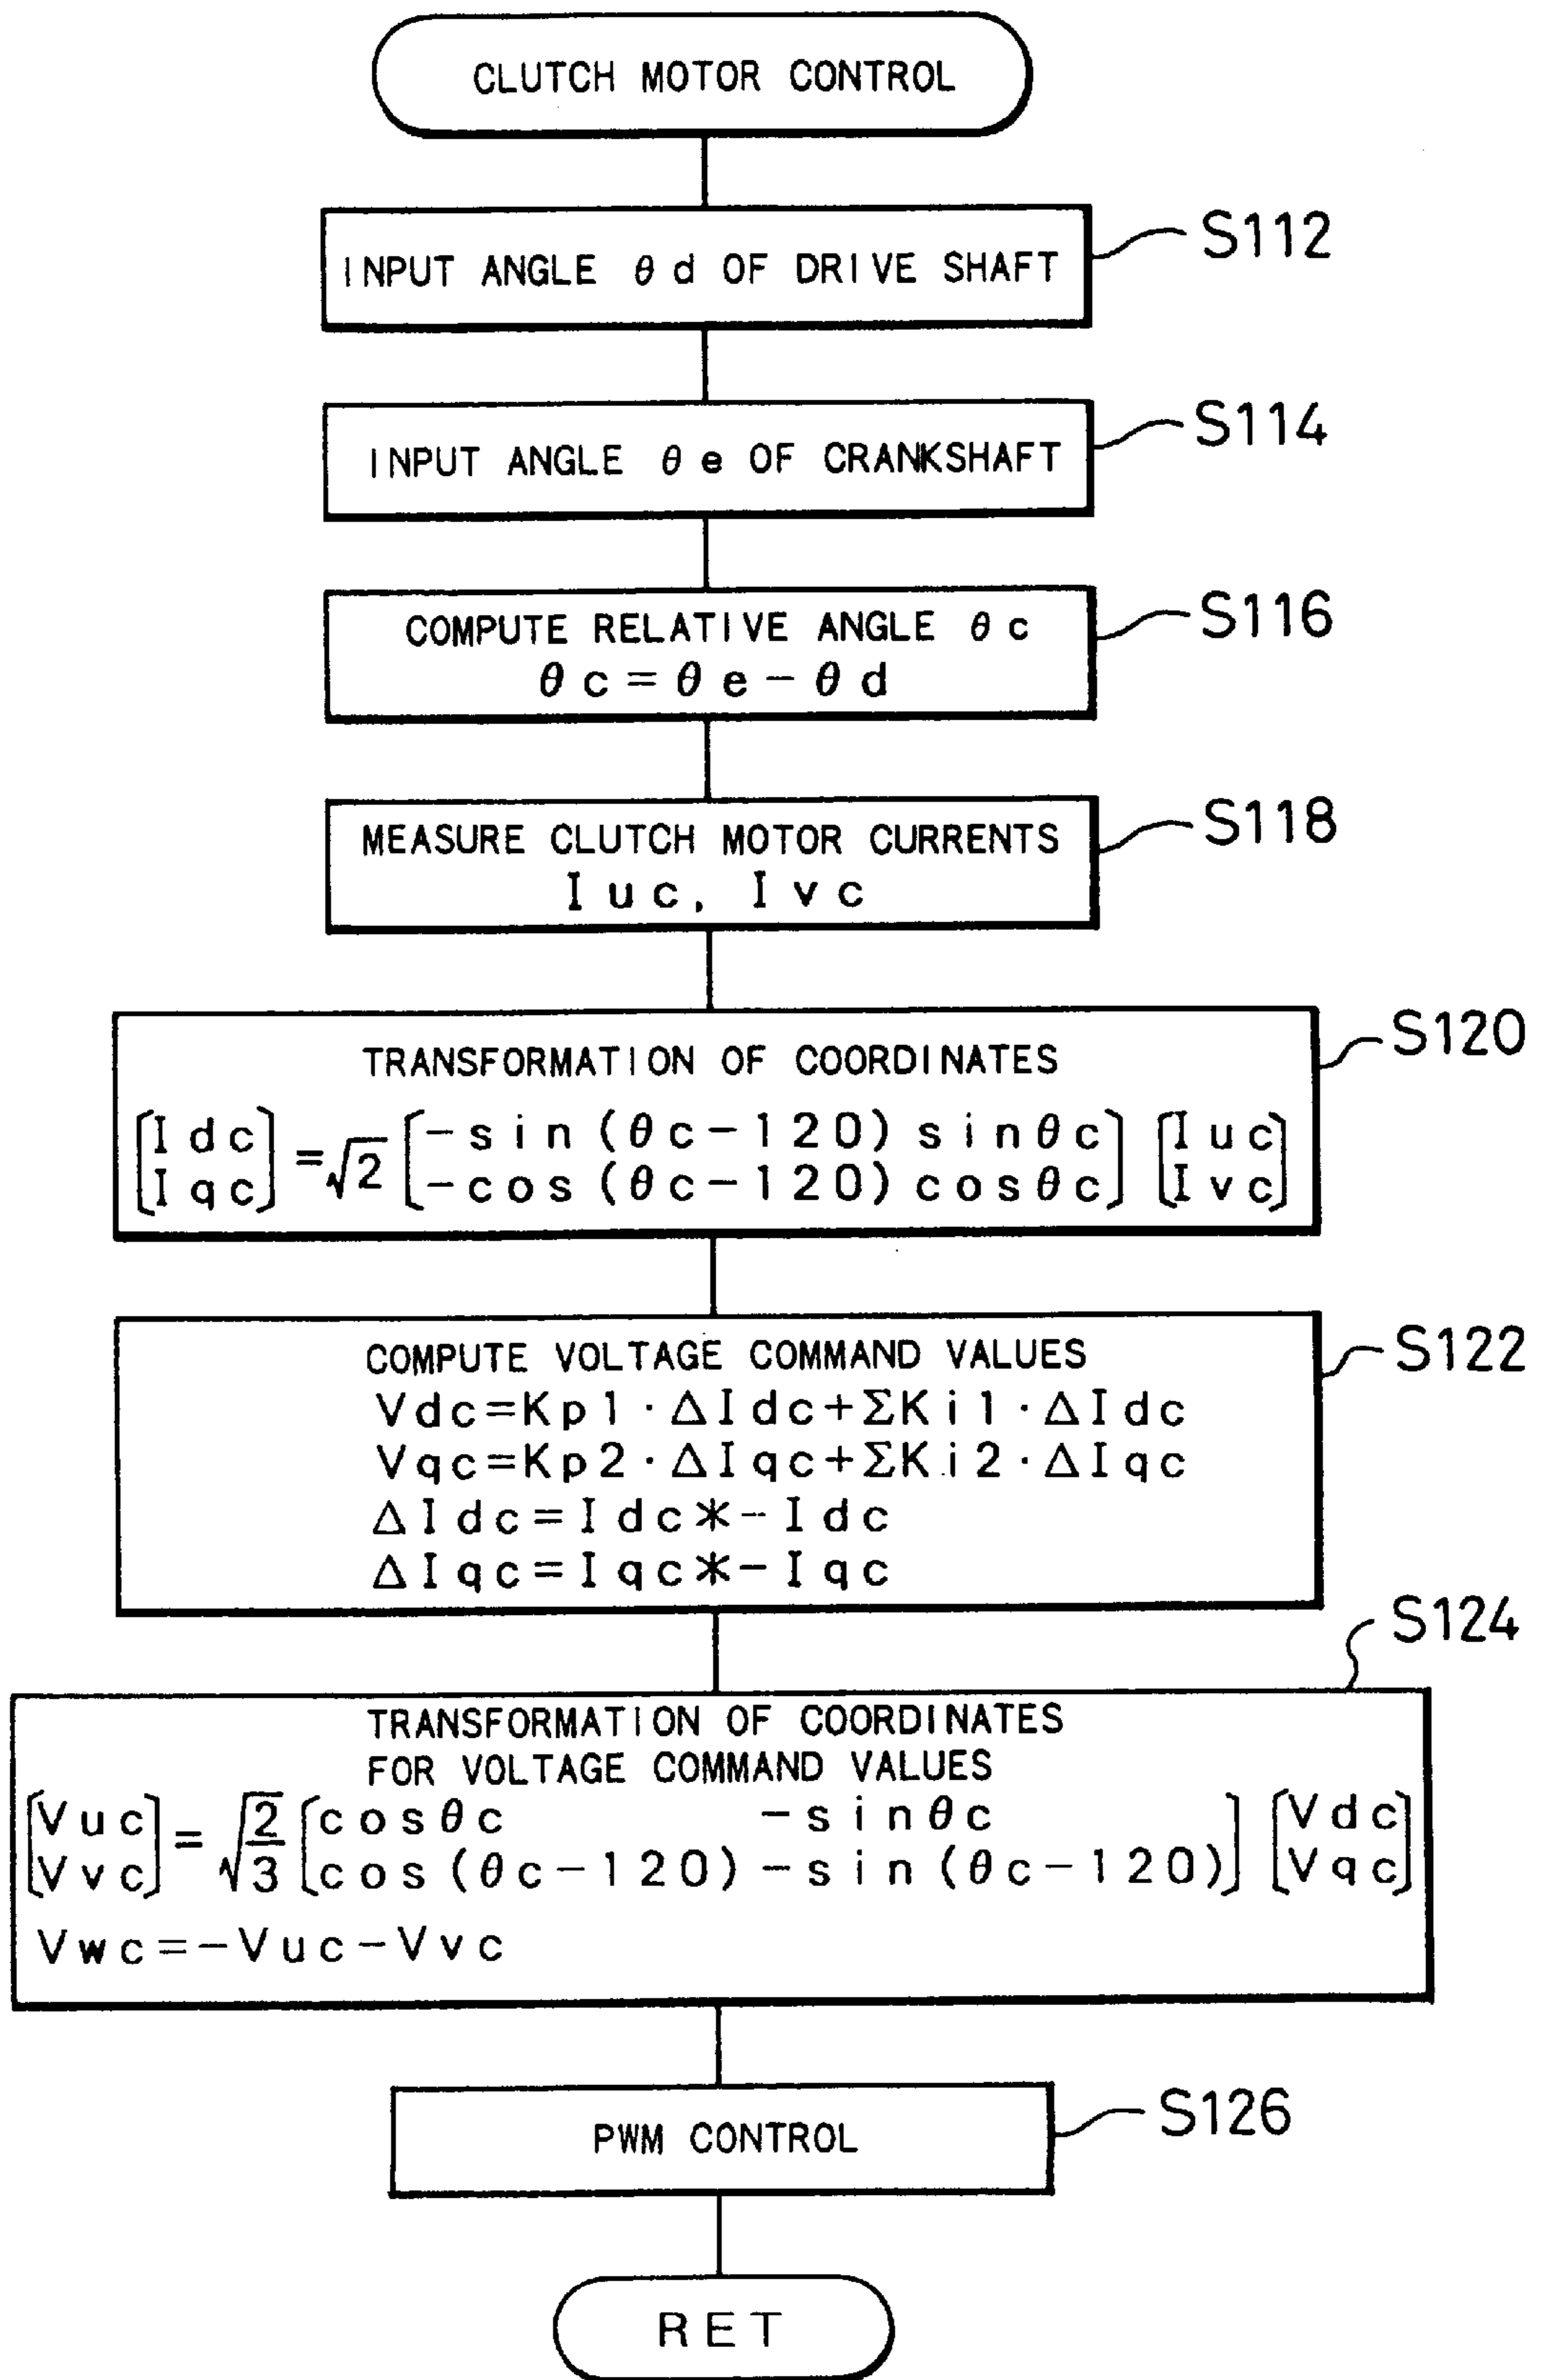 CLUTCH MOTOR CONTROL
INPUT ANGLE θd OF DRIVE SHAFT
S112
INPUT ANGLE θe OF CRANKSHAFT
S114
COMPUTE RELATIVE ANGLE θc
θc=θe-θd
S116
MEASURE CLUTCH MOTOR CURRENTS
Iuc, Ivc
S118
TRANSFORMATION OF COORDINATES
S120
[Idc] =√2 [-sin(θc-120) sinθc] [Iuc]
[Iqc] [-cos(θc-120) cosθc] [Ivc]
COMPUTE VOLTAGE COMMAND VALUES
S122
Vdc=Kp1·ΔIdc+ΣKi1·ΔIdc
Vqc=Kp2·ΔIqc+ΣKi2·ΔIqc
ΔIdc=Idc*-Idc
ΔIqc=Iqc*-Iqc
S124
TRANSFORMATION OF COORDINATES
FOR VOLTAGE COMMAND VALUES
[Vuc] = √2/3 [cosθc -sinθc] [Vdc]
[Vvc] [cos(θc-120) -sin(θc-120)] [Vqc]
Vwc=-Vuc-Vvc
PWM CONTROL
S126
RET